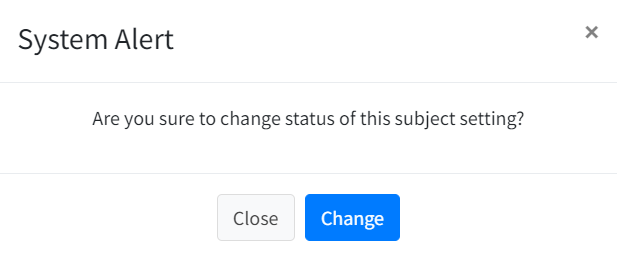 System Alert
×
Are you sure to change status of this subject setting?
Close
Change